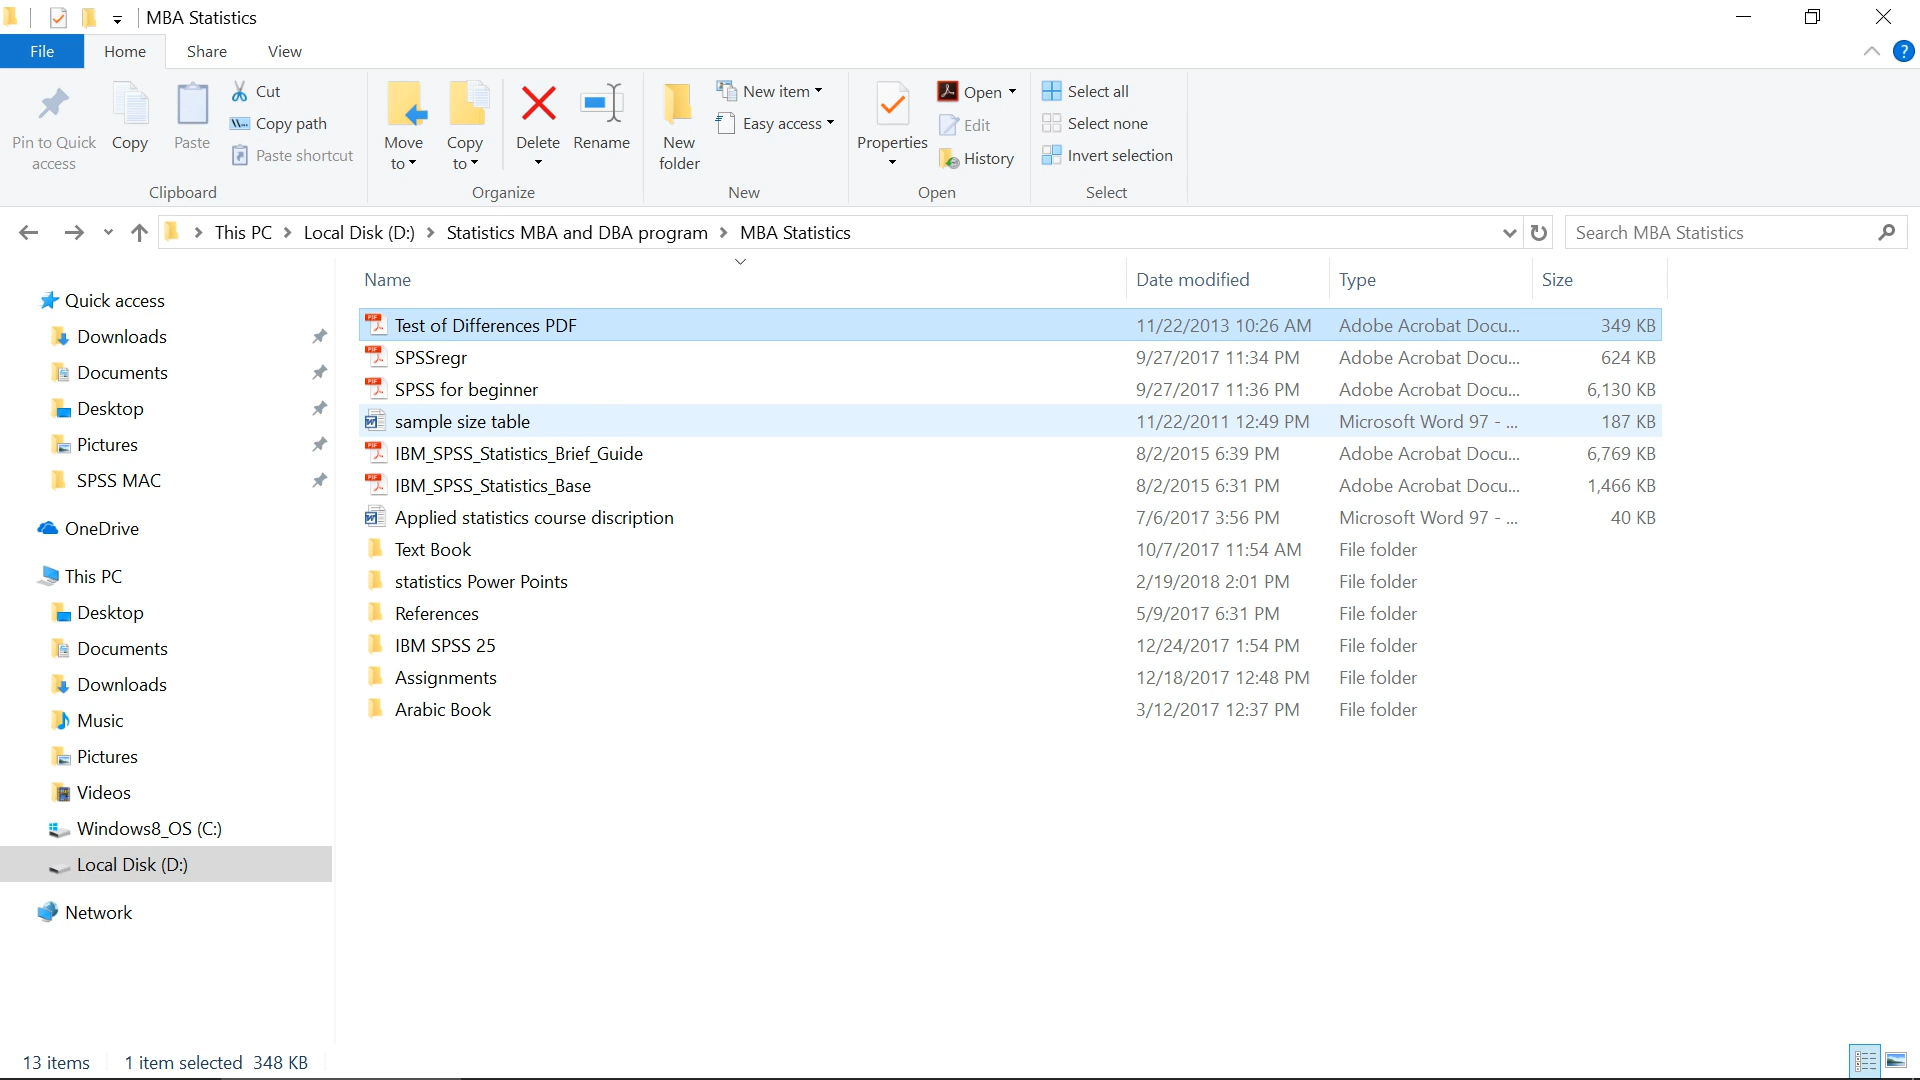 MBA Statistics
File Home Share View
Pin to Quick access
Copy
Paste
Cut
Copy path
Paste shortcut
Clipboard
Move to
Copy to
Delete
Rename
Organize
New folder
New item
Easy access
New
Properties
Open
Edit
History
Open
Select all
Select none
Invert selection
Select
This PC > Local Disk (D:) > Statistics MBA and DBA program > MBA Statistics
Search MBA Statistics
Quick access
Downloads
Documents
Desktop
Pictures
SPSS MAC
OneDrive
This PC
Desktop
Documents
Downloads
Music
Pictures
Videos
Windows8_OS (C:)
Local Disk (D:)
Network
Name Date modified Type Size
Test of Differences PDF 11/22/2013 10:26 AM Adobe Acrobat Docu... 349 KB
SPSSregr 9/27/2017 11:34 PM Adobe Acrobat Docu... 624 KB
SPSS for beginner 9/27/2017 11:36 PM Adobe Acrobat Docu... 6,130 KB
sample size table 11/22/2011 12:49 PM Microsoft Word 97 - ... 187 KB
IBM_SPSS_Statistics_Brief_Guide 8/2/2015 6:39 PM Adobe Acrobat Docu... 6,769 KB
IBM_SPSS_Statistics_Base 8/2/2015 6:31 PM Adobe Acrobat Docu... 1,466 KB
Applied statistics course discription 7/6/2017 3:56 PM Microsoft Word 97 - ... 40 KB
Text Book 10/7/2017 11:54 AM File folder
statistics Power Points 2/19/2018 2:01 PM File folder
References 5/9/2017 6:31 PM File folder
IBM SPSS 25 12/24/2017 1:54 PM File folder
Assignments 12/18/2017 12:48 PM File folder
Arabic Book 3/12/2017 12:37 PM File folder
13 items 1 item selected 348 KB